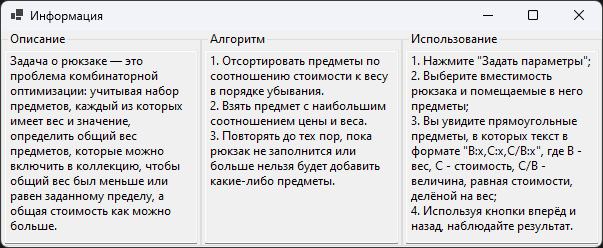 Информация
Описание
Задача о рюкзаке — это
проблема комбинаторной
оптимизации: учитывая набор
предметов, каждый из которых
имеет вес и значение,
определить общий вес
предметов, которые можно
включить в коллекцию, чтобы
общий вес был меньше или
равен заданному пределу, а
общая стоимость как можно
больше.
Алгоритм
1. Отсортировать предметы по
соотношению стоимости к весу
в порядке убывания.
2. Взять предмет с наибольшим
соотношением цены и веса.
3. Повторять до тех пор, пока
рюкзак не заполнится или
больше нельзя будет добавить
какие-либо предметы.
Использование
1. Нажмите "Задать параметры";
2. Выберите вместимость
рюкзака и помещаемые в него
предметы;
3. Вы увидите прямоугольные
предметы, в которых текст в
формате "В:x,С:x,С/В:x", где В -
вес, С - стоимость, С/В -
величина, равная стоимости,
делёной на вес;
4. Используя кнопки вперёд и
назад, наблюдайте результат.